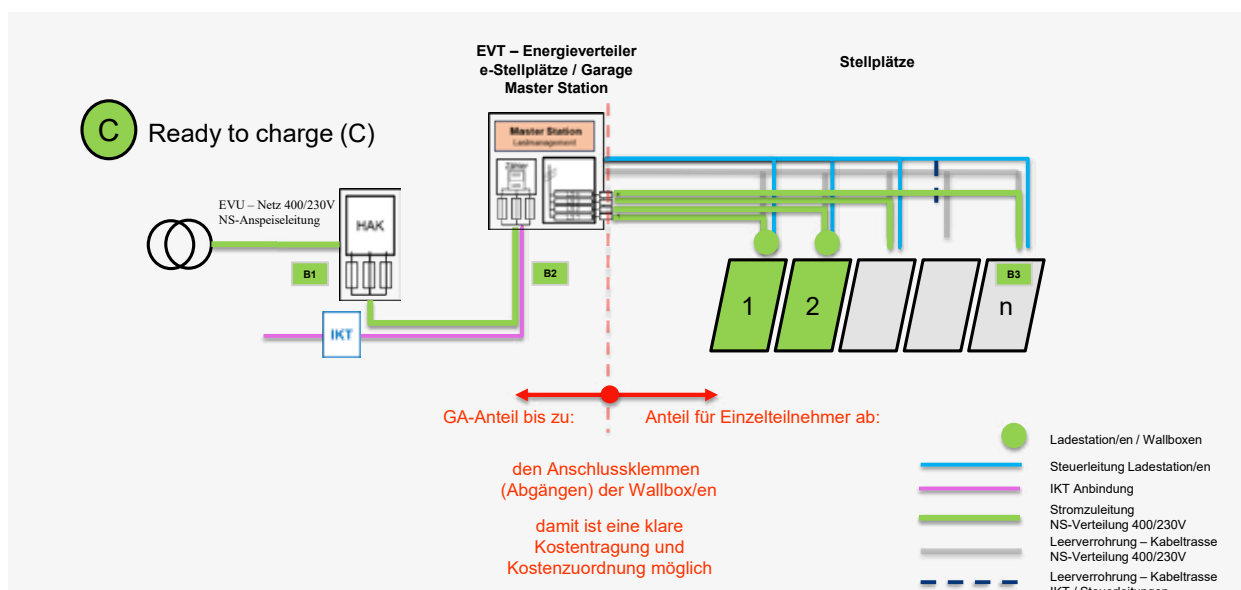 EVT – Energieverteiler
e-Stellplätze / Garage
Master Station
Stellplätze
C
Ready to charge (C)
Master Station
Lastmanagement
Zähler
EVU – Netz 400/230V
NS-Anspeiseleitung
HAK
B1
B2
B3
IKT
1
2
n
GA-Anteil bis zu:
Anteil für Einzelteilnehmer ab:
den Anschlussklemmen
(Abgängen) der Wallbox/en
damit ist eine klare
Kostentragung und
Kostenzuordnung möglich
Ladestation/en / Wallboxen
Steuerleitung Ladestation/en
IKT Anbindung
Stromzuleitung
NS-Verteilung 400/230V
Leerverrohrung – Kabeltrasse
NS-Verteilung 400/230V
Leerverrohrung – Kabeltrasse
IKT / Steuerleitungen